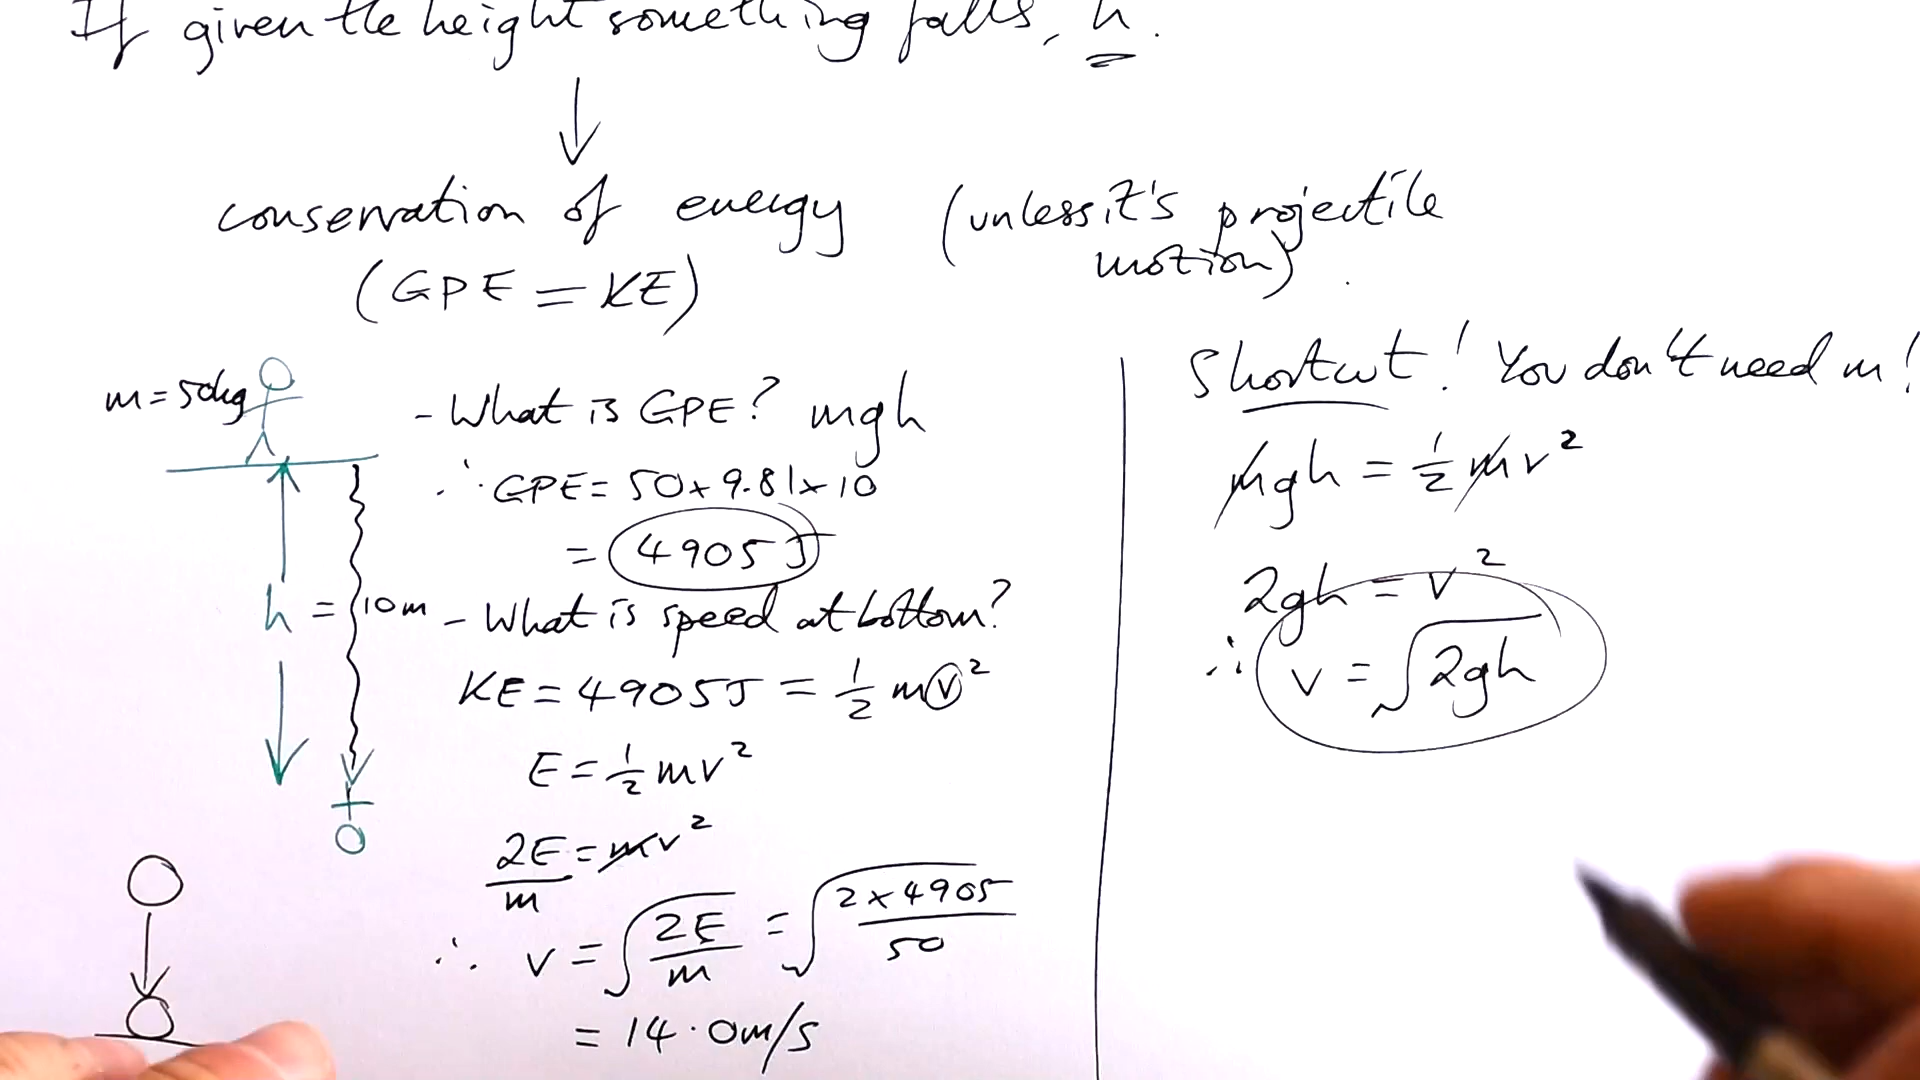 If given the height something falls, h.
conservation of energy (unless it's projectile motion)
(GPE = KE)
m = 50kg
h = 10m
- What is GPE? mgh
∴ GPE = 50 x 9.81 x 10
= 4905 J
- What is speed at bottom?
KE = 4905J = 1/2 mv²
E = 1/2 mv²
2E/m = mv²
∴ v = √(2E/m) = √(2 x 4905/50)
= 14.0m/s
Shortcut! You don't need m!
mgh = 1/2 mv²
2gh = v²
∴ v = √2gh